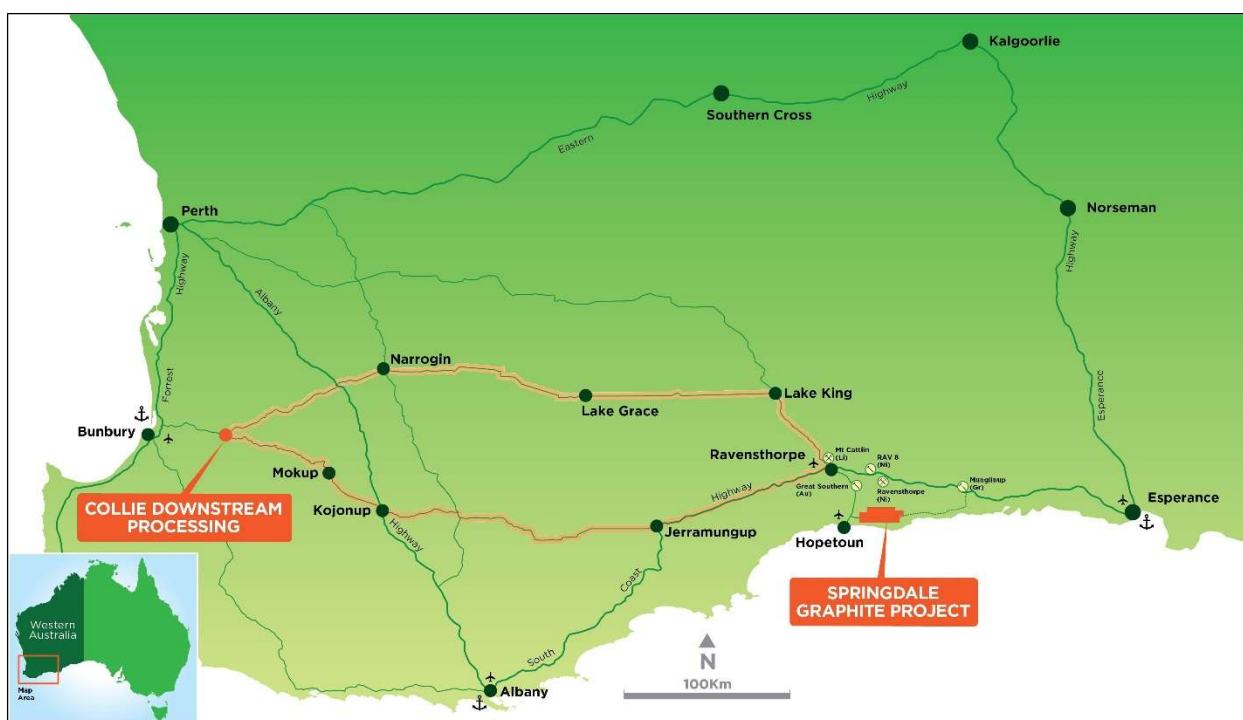 Kalgoorlie
Highway
Southern Cross
Eastern
Perth
Norseman
Highway
Highway
Albany
Narrogin
Forrest
Lake Grace
Lake King
Esperance
Bunbury
Ravensthorpe
Mt Cattlin
(Li)
RAV 8
(Ni)
Mokup
Great Southern
(Au)
Ravensthorpe
(Ni)
Munglinup
(Gr)
Highway
Esperance
COLLIE DOWNSTREAM
PROCESSING
Kojonup
Highway
Jerramungup
Hopetoun
Coast
SPRINGDALE
GRAPHITE PROJECT
Western
Australia
South
N
100Km
Albany
Map
Area